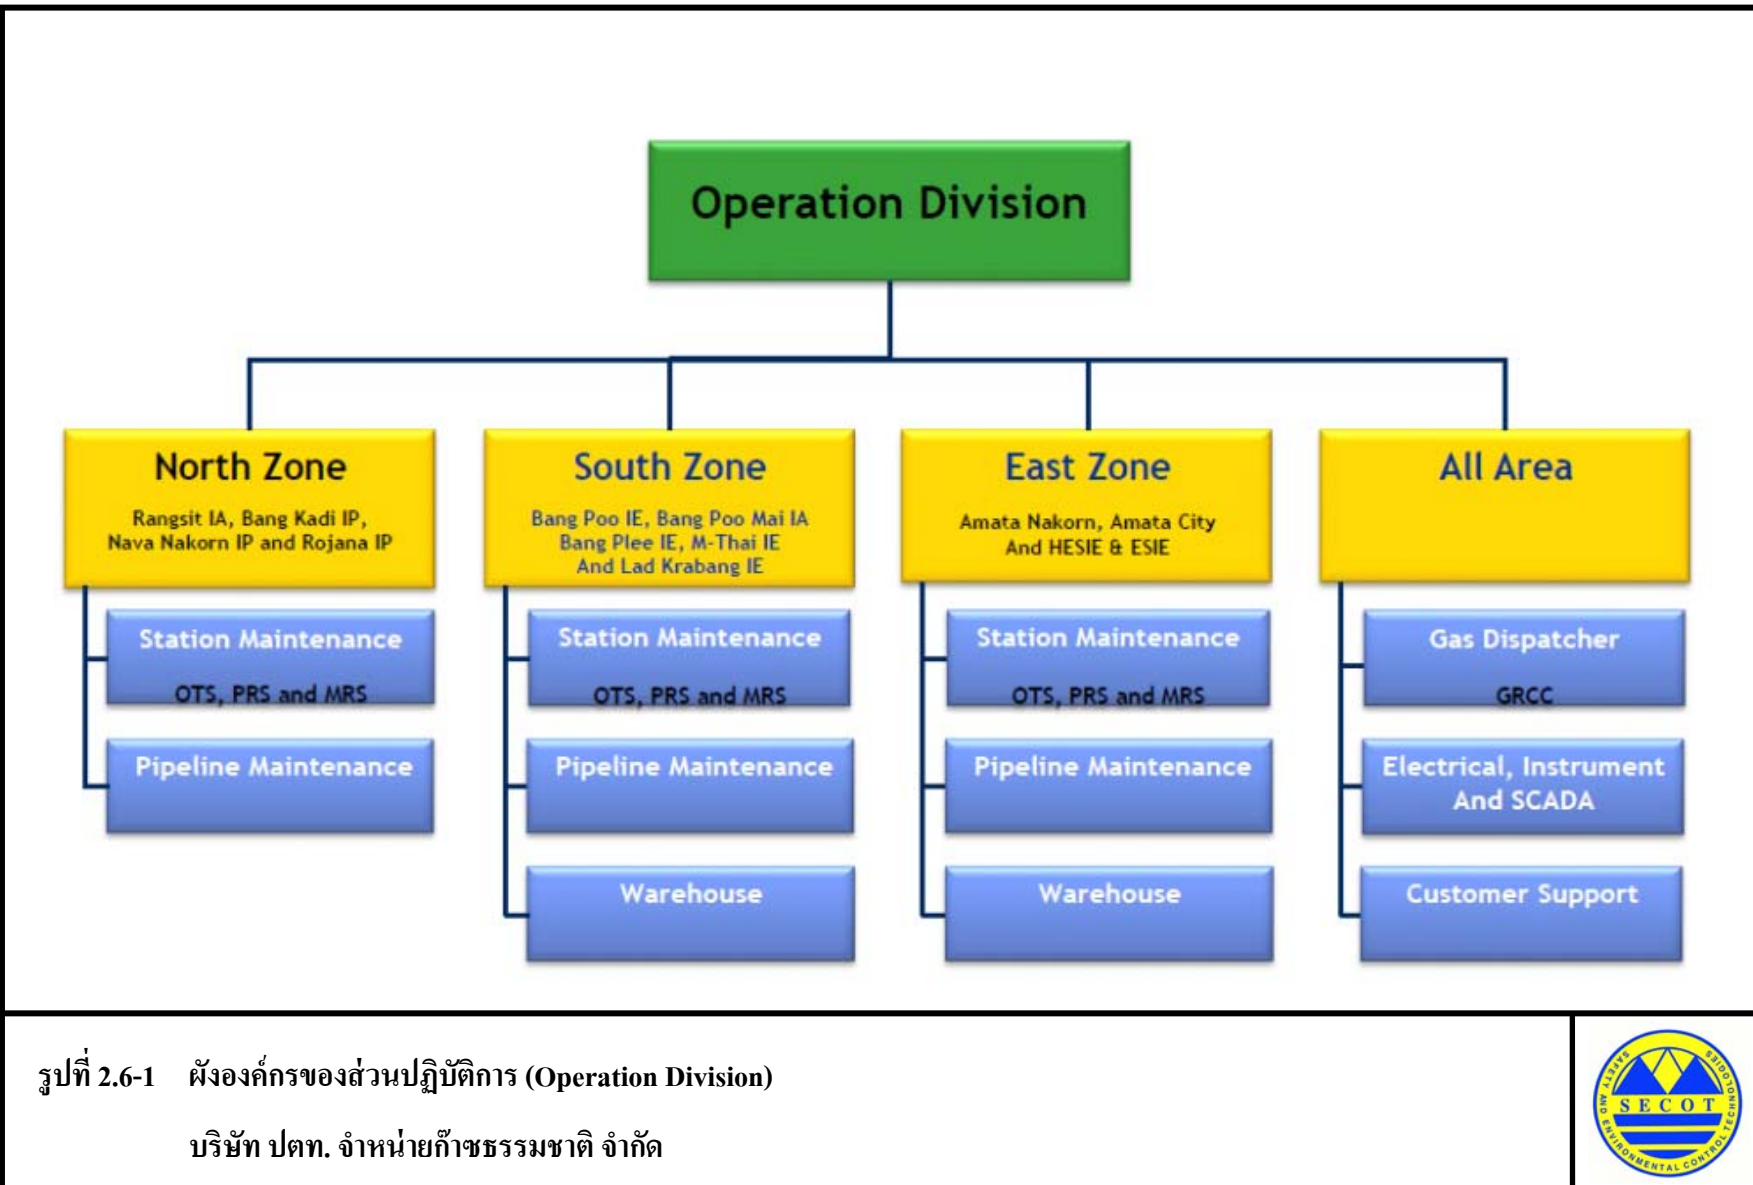 Operation Division
North Zone
Rangsit IA, Bang Kadi IP,
Nava Nakorn IP and Rojana IP
Station Maintenance
OTS, PRS and MRS
Pipeline Maintenance
South Zone
Bang Poo IE, Bang Poo Mai IA
Bang Plee IE, M-Thai IE
And Lad Krabang IE
Station Maintenance
OTS, PRS and MRS
Pipeline Maintenance
Warehouse
East Zone
Amata Nakorn, Amata City
And HESIE & ESIE
Station Maintenance
OTS, PRS and MRS
Pipeline Maintenance
Warehouse
All Area
Gas Dispatcher
GRCC
Electrical, Instrument
And SCADA
Customer Support
รูปที่ 2.6-1 ผังองค์กรของส่วนปฏิบัติการ (Operation Division)
บริษัท ปตท. จำหน่ายก๊าซธรรมชาติ จำกัด
SECOT
SAFETY AND ENVIRONMENTAL CONTROL TECHNOLOGIES